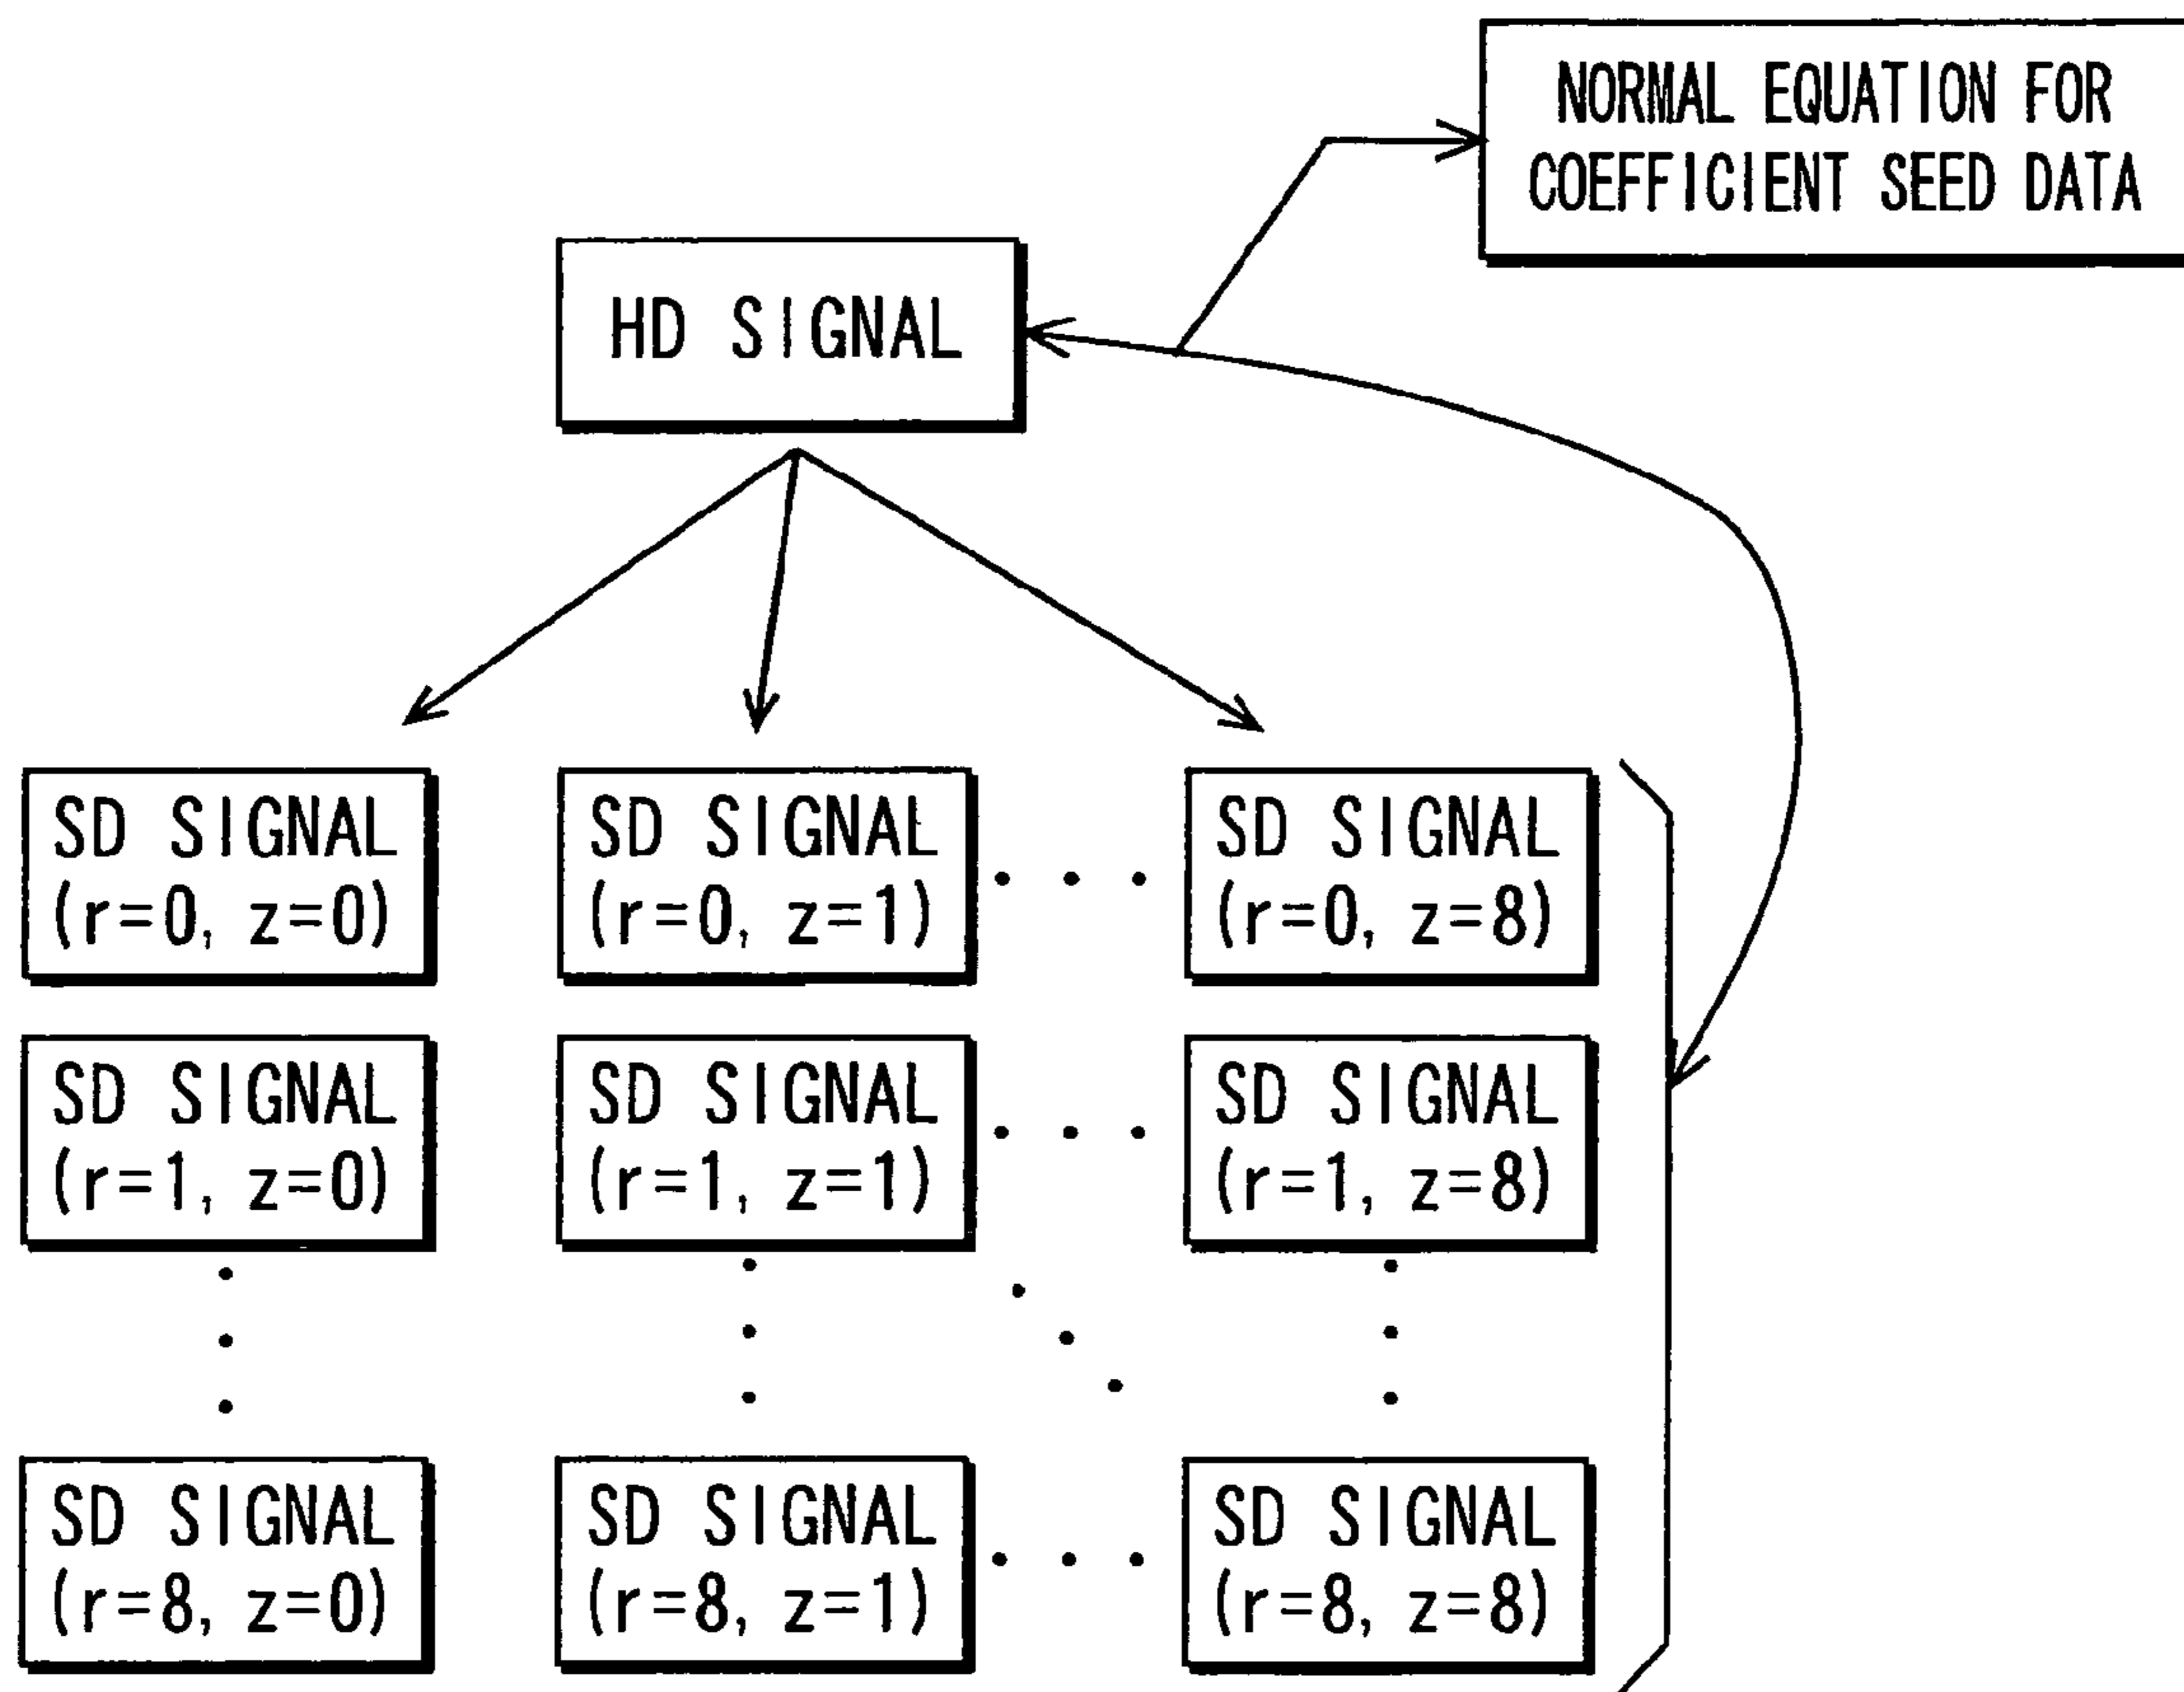 NORMAL EQUATION FOR
COEFFICIENT SEED DATA
HD SIGNAL
SD SIGNAL
(r=0, z=0)
SD SIGNAL
(r=0, z=1)
SD SIGNAL
(r=0, z=8)
SD SIGNAL
(r=1, z=0)
SD SIGNAL
(r=1, z=1)
SD SIGNAL
(r=1, z=8)
SD SIGNAL
(r=8, z=0)
SD SIGNAL
(r=8, z=1)
SD SIGNAL
(r=8, z=8)